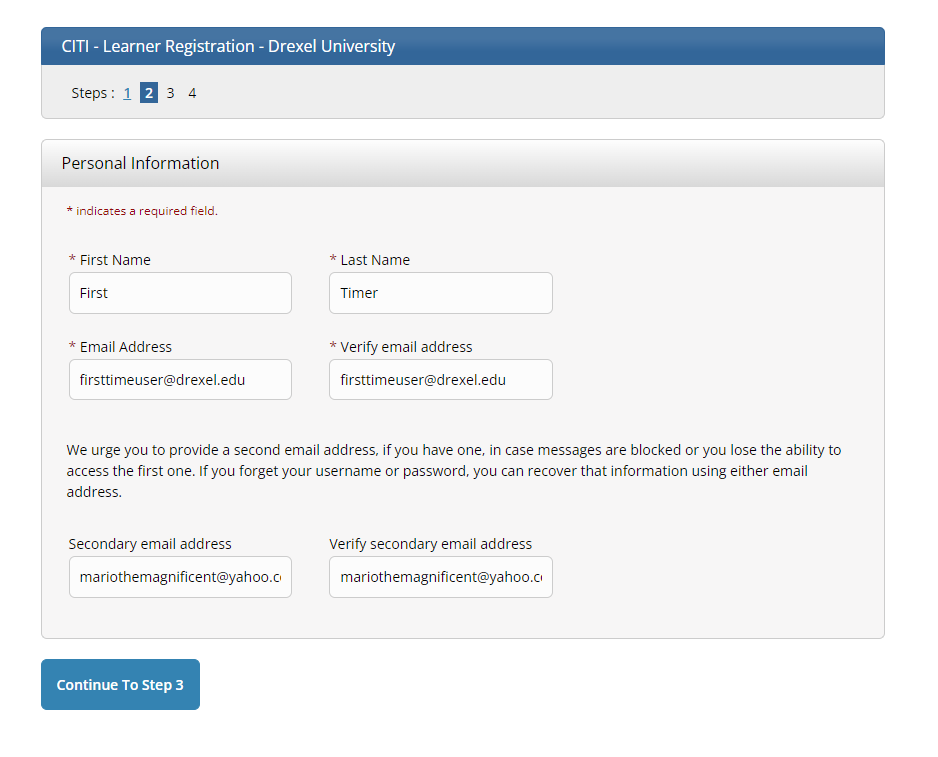 CITI - Learner Registration - Drexel University
Steps : 1 2 3 4
Personal Information
* indicates a required field.
* First Name * Last Name
First Timer
* Email Address * Verify email address
firsttimeuser@drexel.edu firsttimeuser@drexel.edu
We urge you to provide a second email address, if you have one, in case messages are blocked or you lose the ability to
access the first one. If you forget your username or password, you can recover that information using either email
address.
Secondary email address Verify secondary email address
mariothemagnificent@yahoo.c mariothemagnificent@yahoo.c
Continue To Step 3